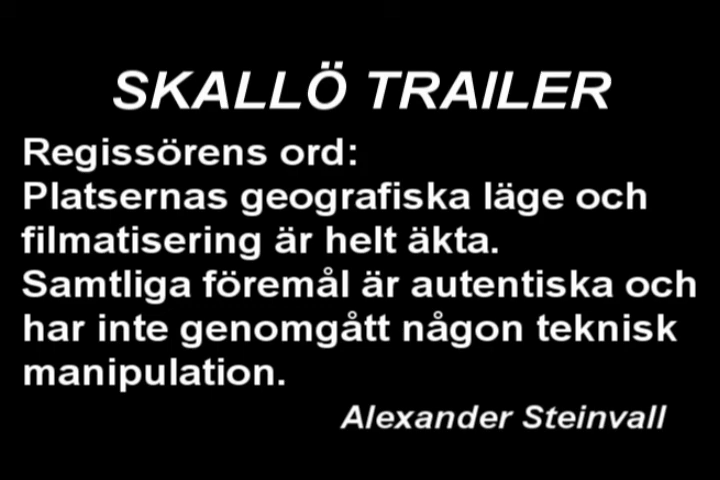 SKALLÖ TRAILER
Regissörens ord:
Platsernas geografiska läge och
filmatisering är helt äkta.
Samtliga föremål är autentiska och
har inte genomgått någon teknisk
manipulation.
Alexander Steinvall